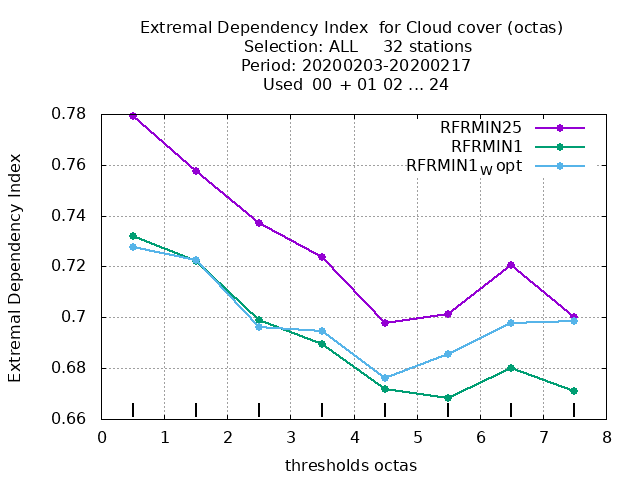 Extremal Dependency Index  for Cloud cover (octas)
Selection: ALL     32 stations
Period: 20200203-20200217
Used  00  + 01 02 ... 24
Extremal Dependency Index
0.78
0.76
0.74
0.72
0.7
0.68
0.66
RFRMIN25
RFRMIN1
RFRMIN1w opt
0 1 2 3 4 5 6 7 8
thresholds octas